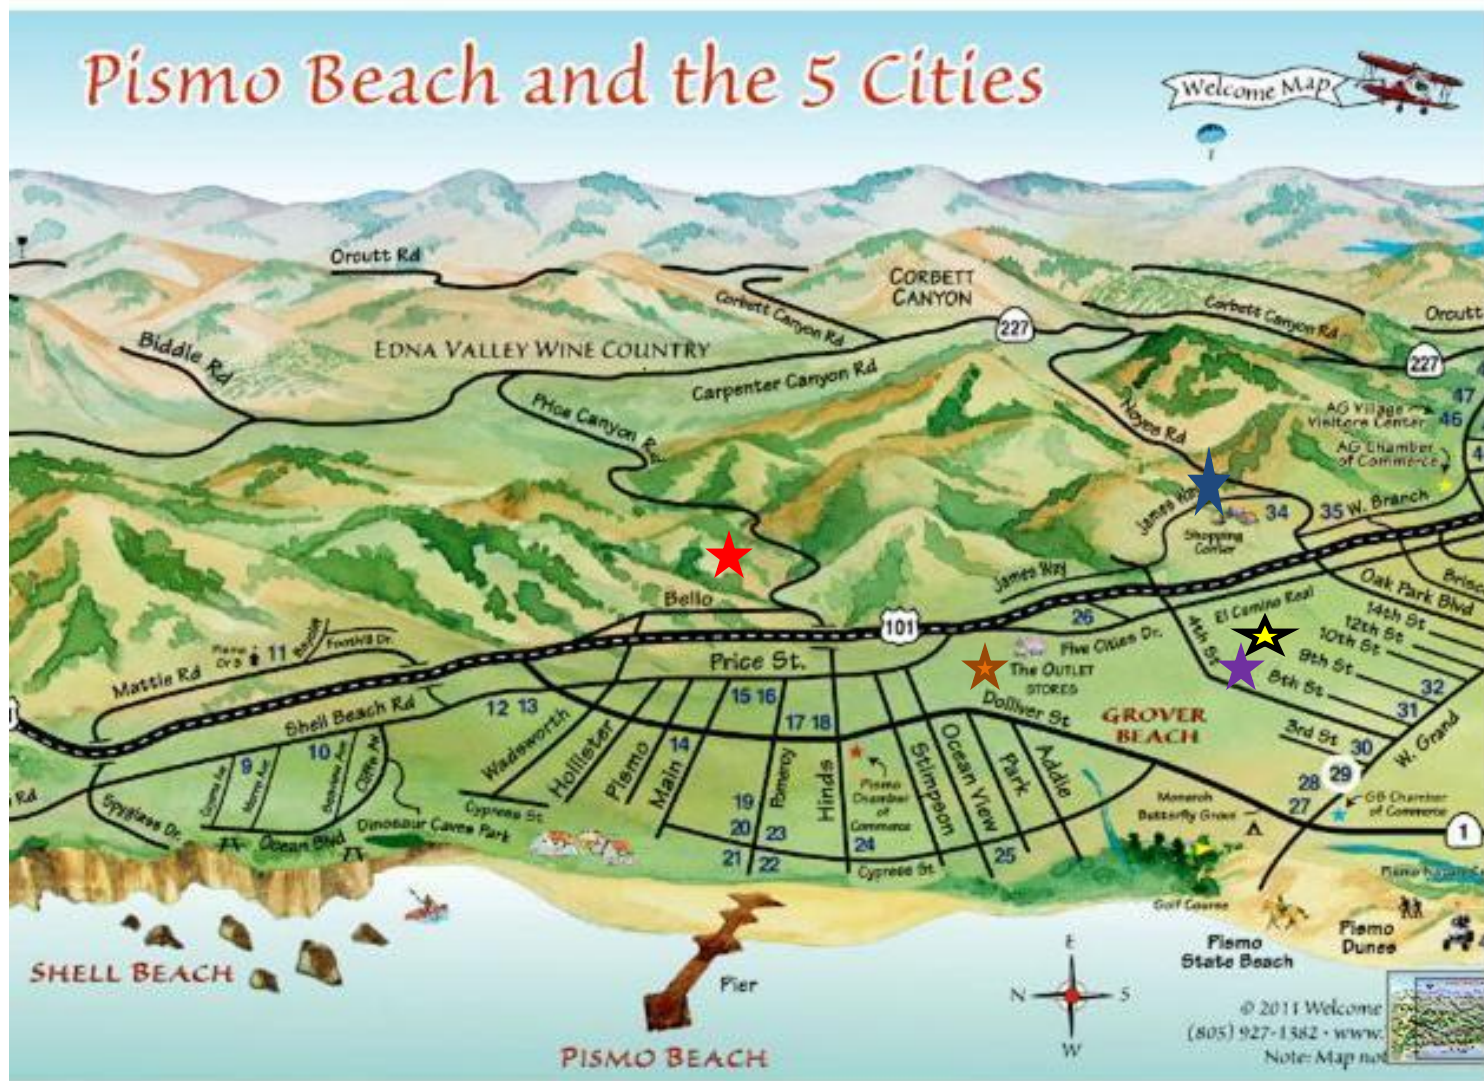 Pismo Beach and the 5 Cities
Welcome Map
Orcutt Rd
CORBETT
CANYON
Corbett Canyon Rd
Corbett Canyon Rd
Orcutt
227
227
Biddle Rd
EDNA VALLEY WINE COUNTRY
Carpenter Canyon Rd
Price Canyon Rd
Noyes Rd
AG Village
Visitors Center
47
46
AG Chamber
of Commerce
James Way
34
35
W. Branch
Shopping
Center
James Way
Bello
101
26
Five Cities Dr.
El Camino Real
Oak Park Blvd
14th St
12th St
10th St
9th St
8th St
4th St
3rd St
32
31
30
29
28
27
W. Grand
11
Foothill Dr.
Mattie Rd
Price St.
Shell Beach Rd
The OUTLET
STORES
Dolliver St
GROVER
BEACH
12 13
15 16
17 18
14
10
9
Wadsworth
Hollister
Pismo
Main
Pomeroy
Hinds
Stimpson
Ocean View
Park
Addie
Pismo
Chamber
of
Commerce
Rd
Spyglass Dr.
Ocean Blvd
Dinosaur Caves Park
Cypress St
19
20
21
23
22
24
Cypress St
25
Monarch
Butterfly Grove
GB Chamber
of Commerce
1
Golf Course
Pismo
State Beach
Pismo
Dunes
SHELL BEACH
Pier
PISMO BEACH
E
N
S
W
© 2011 Welcome
(805) 927-1382 • www.
Note: Map not